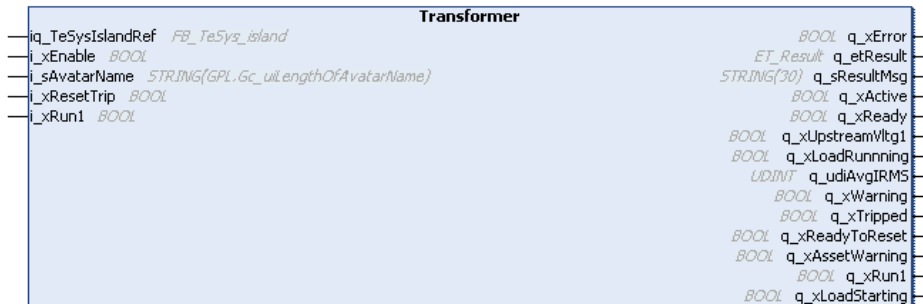 Transformer
iq_TeSysIslandRef FB_TeSys_island
i_xEnable BOOL
i_sAvatarName STRING(GPL.Gc_uiLengthOfAvatarName)
i_xResetTrip BOOL
i_xRun1 BOOL
BOOL q_xError
ET_Result q_etResult
STRING(30) q_sResultMsg
BOOL q_xActive
BOOL q_xReady
BOOL q_xUpstreamVltg1
BOOL q_xLoadRunnning
UDINT q_udiAvgIRMS
BOOL q_xWarning
BOOL q_xTripped
BOOL q_xReadyToReset
BOOL q_xAssetWarning
BOOL q_xRun1
BOOL q_xLoadStarting